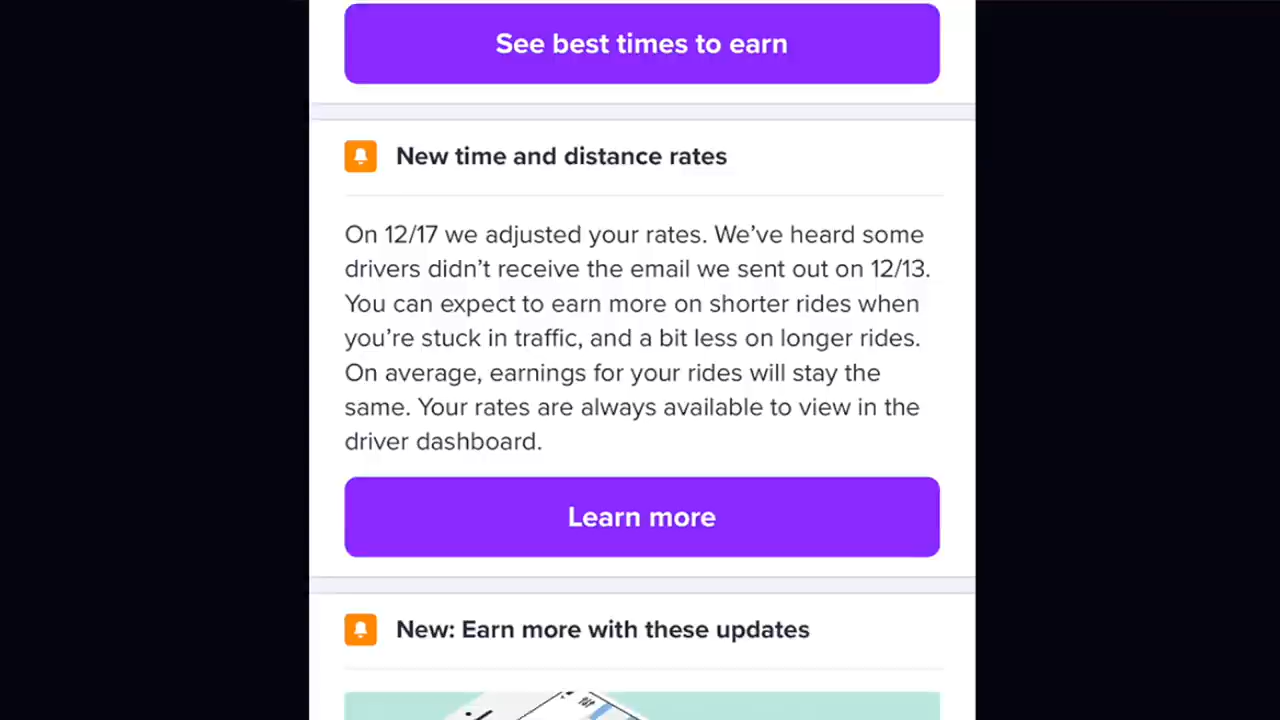 See best times to earn
New time and distance rates
On 12/17 we adjusted your rates. We’ve heard some
drivers didn’t receive the email we sent out on 12/13.
You can expect to earn more on shorter rides when
you’re stuck in traffic, and a bit less on longer rides.
On average, earnings for your rides will stay the
same. Your rates are always available to view in the
driver dashboard.
Learn more
New: Earn more with these updates